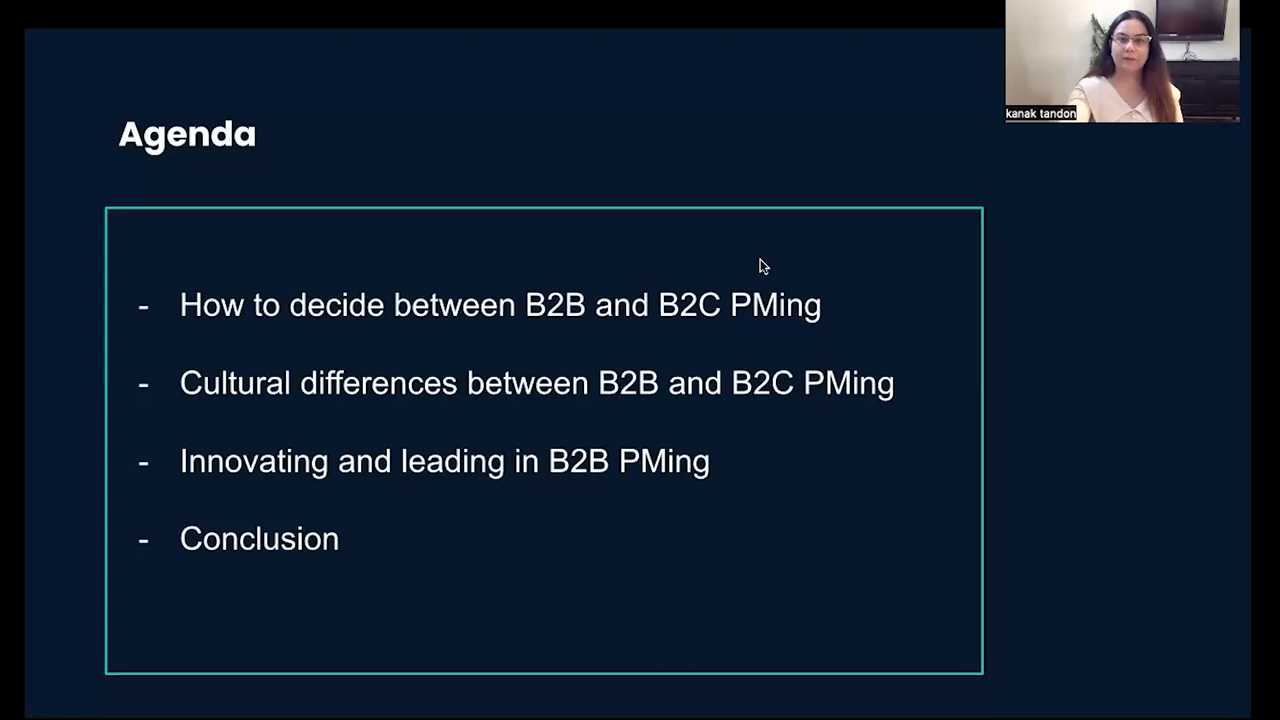 kanak tandon
Agenda
- How to decide between B2B and B2C PMing
- Cultural differences between B2B and B2C PMing
- Innovating and leading in B2B PMing
- Conclusion